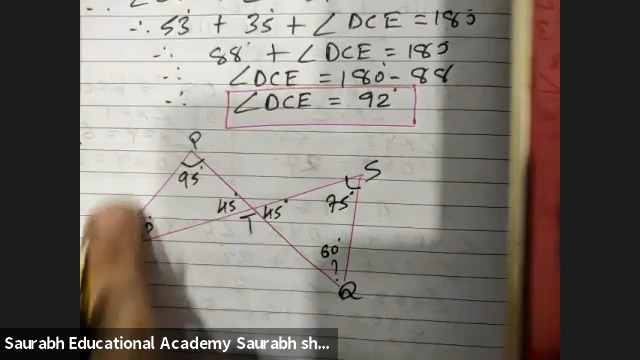 ∴ 53° + 35° + ∠DCE = 180
∴ 88° + ∠DCE = 180
∴ ∠DCE = 180 - 88
∴ ∠DCE = 92°
P
95°
S
75°
45°
45°
T
60°
?
Q
Saurabh Educational Academy Saurabh sh...